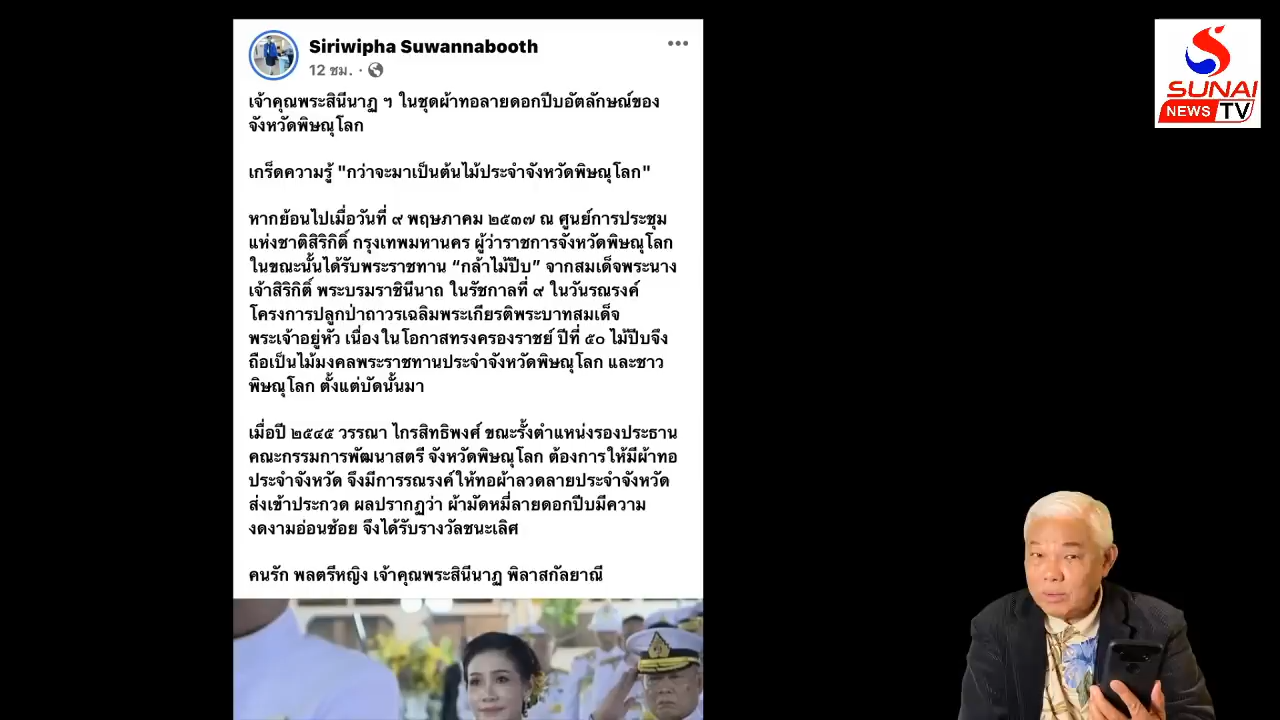 Siriwipha Suwannabooth
12 ชม. ·
เจ้าคุณพระสินีนาฏ ฯ ในชุดผ้าทอลายดอกปีบอัตลักษณ์ของ
จังหวัดพิษณุโลก
เกร็ดความรู้ "กว่าจะมาเป็นต้นไม้ประจำจังหวัดพิษณุโลก"
หากย้อนไปเมื่อวันที่ ๙ พฤษภาคม ๒๕๓๗ ณ ศูนย์การประชุม
แห่งชาติสิริกิติ์ กรุงเทพมหานคร ผู้ว่าราชการจังหวัดพิษณุโลก
ในขณะนั้นได้รับพระราชทาน “กล้าไม้ปีบ” จากสมเด็จพระนาง
เจ้าสิริกิติ์ พระบรมราชินีนาถ ในรัชกาลที่ ๙ ในวันรณรงค์
โครงการปลูกป่าถาวรเฉลิมพระเกียรติพระบาทสมเด็จ
พระเจ้าอยู่หัว เนื่องในโอกาสทรงครองราชย์ ปีที่ ๕๐ ไม้ปีบจึง
ถือเป็นไม้มงคลพระราชทานประจำจังหวัดพิษณุโลก และชาว
พิษณุโลก ตั้งแต่บัดนั้นมา
เมื่อปี ๒๕๔๕ วรรณา ไกรสิทธิพงศ์ ขณะรั้งตำแหน่งรองประธาน
คณะกรรมการพัฒนาสตรี จังหวัดพิษณุโลก ต้องการให้มีผ้าทอ
ประจำจังหวัด จึงมีการรณรงค์ให้ทอผ้าลวดลายประจำจังหวัด
ส่งเข้าประกวด ผลปรากฏว่า ผ้ามัดหมี่ลายดอกปีบมีความ
งดงามอ่อนช้อย จึงได้รับรางวัลชนะเลิศ
คนรัก พลตรีหญิง เจ้าคุณพระสินีนาฏ พิลาสกัลยาณี
SUNAI
NEWS TV